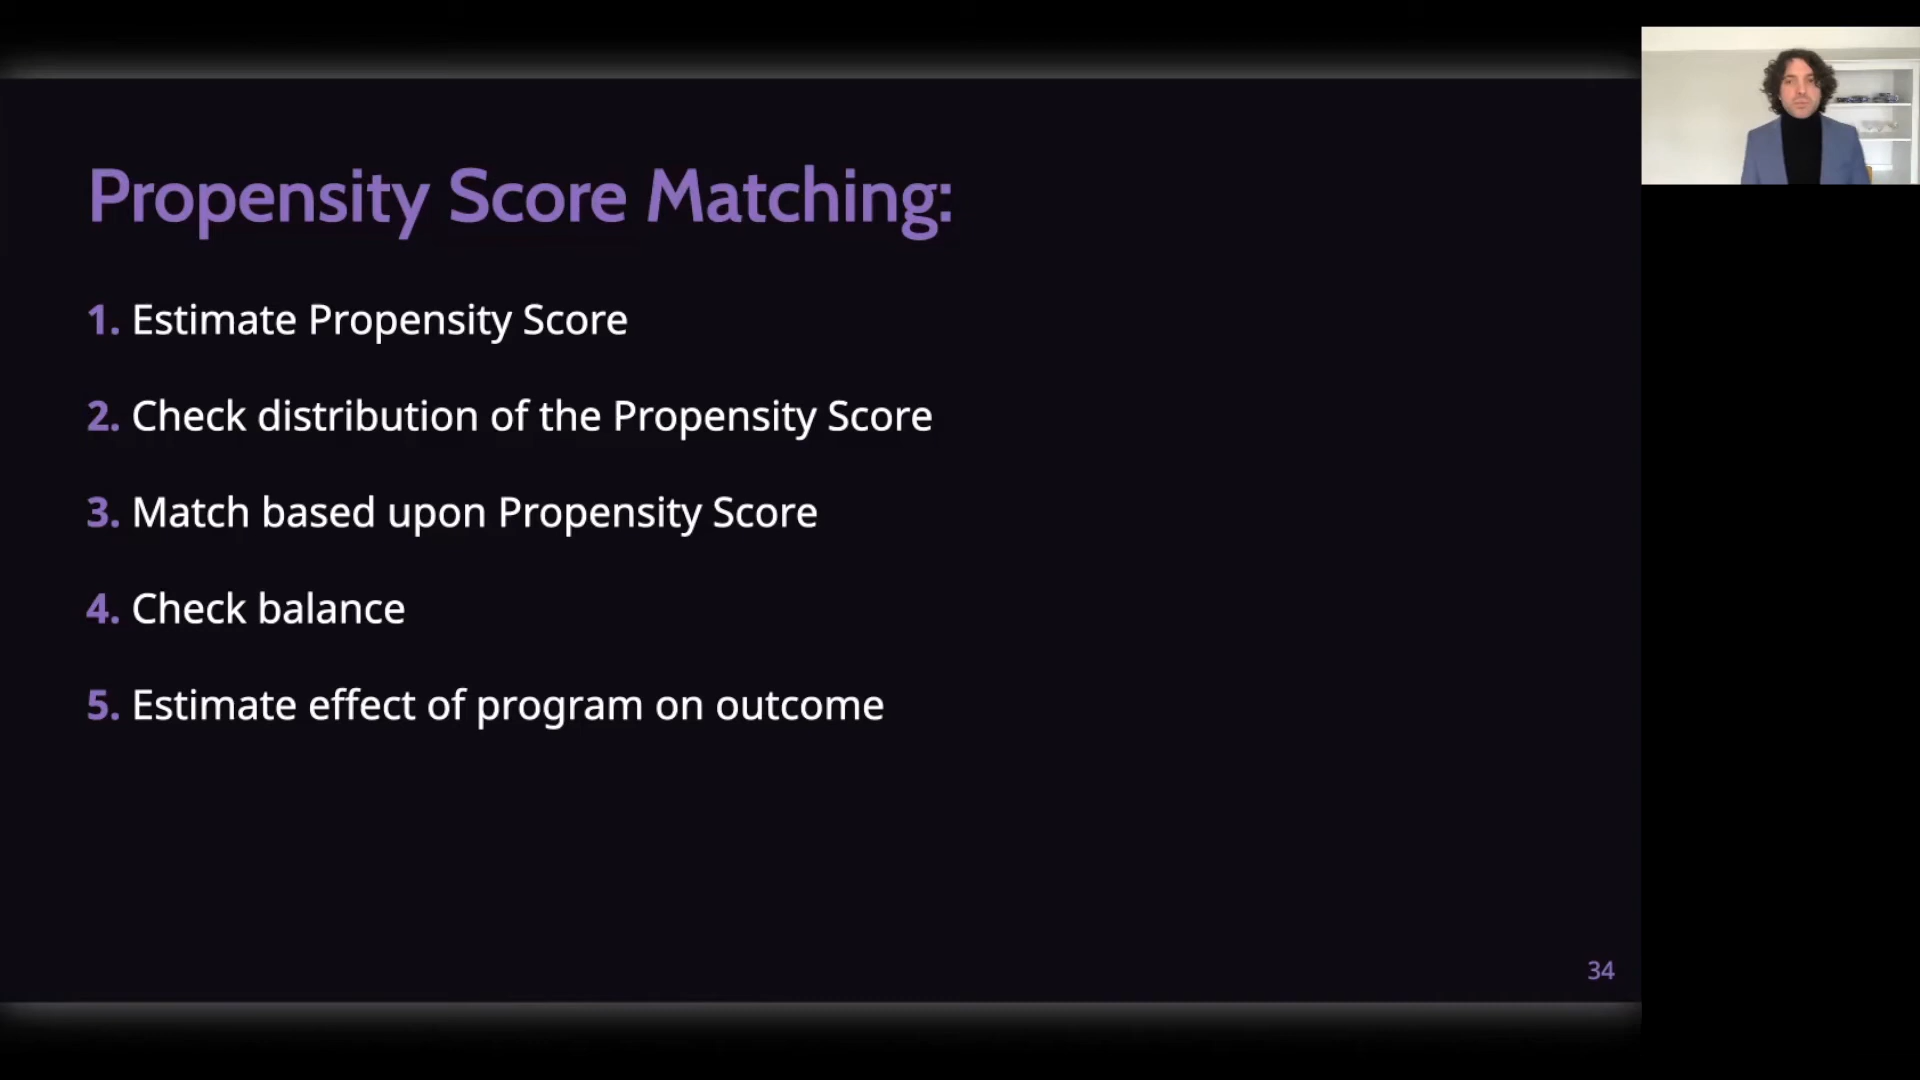 Propensity Score Matching:
1. Estimate Propensity Score
2. Check distribution of the Propensity Score
3. Match based upon Propensity Score
4. Check balance
5. Estimate effect of program on outcome
34